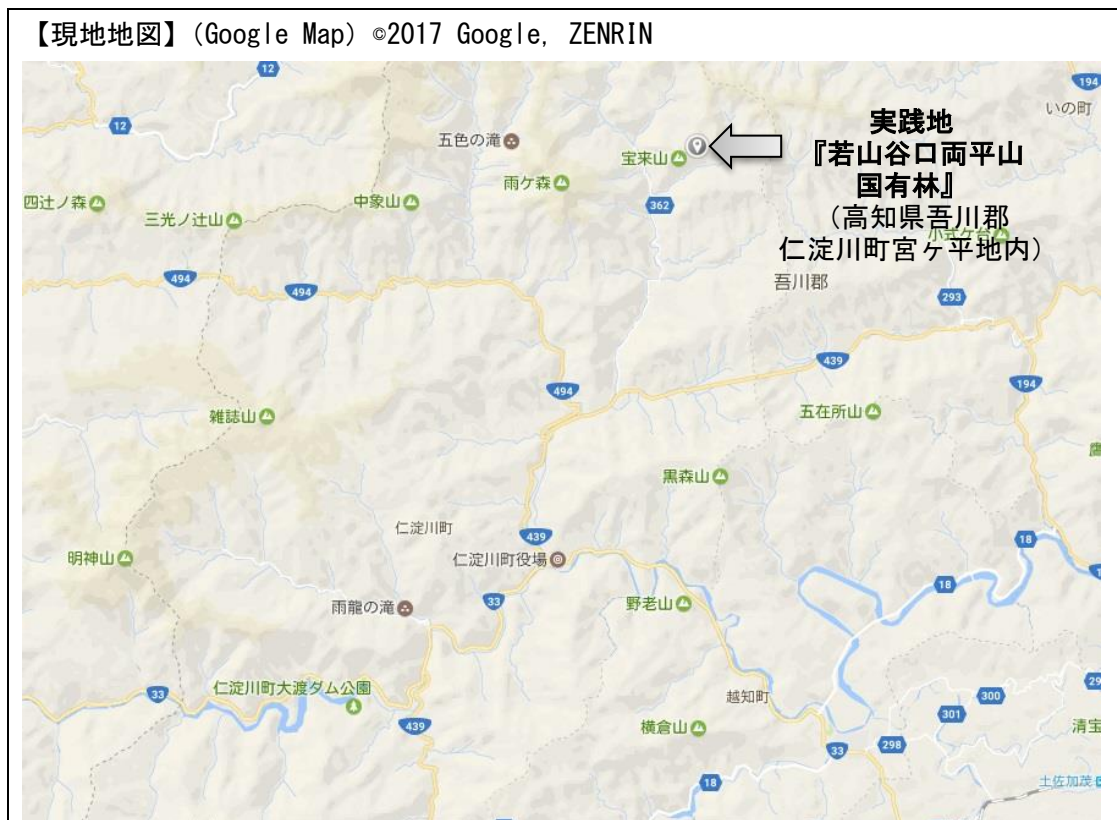 【現地地図】(Google Map) ©2017 Google, ZENRIN
12
194
いの町
12
実践地
『若山谷口両平山
国有林』
(高知県吾川郡
仁淀川町宮ヶ平地内)
五色の滝
宝来山
雨ケ森
四辻ノ森
三光ノ辻山
中象山
362
小式ケ台
吾川郡
494
494
293
439
194
494
雑誌山
五在所山
黒森山
仁淀川町
439
18
明神山
仁淀川町役場
18
33
野老山
雨龍の滝
仁淀川町大渡ダム公園
33
439
越知町
300
301
横倉山
清宝
33
298
18
土佐加茂